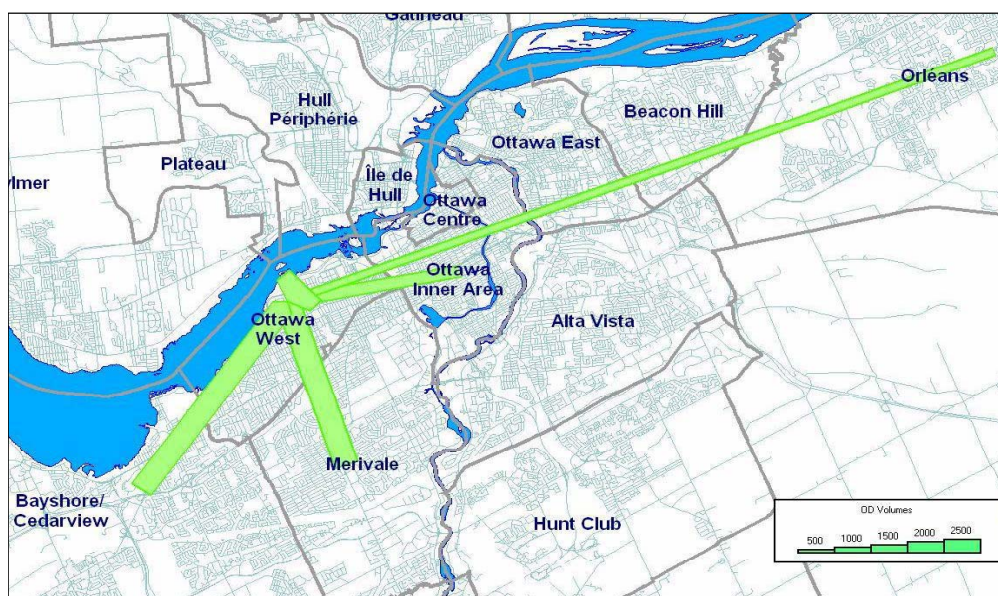 Gatineau
Orléans
Hull
Périphérie
Beacon Hill
Ottawa East
Plateau
Île de
Hull
ylmer
Ottawa
Centre
Ottawa
Inner Area
Ottawa
West
Alta Vista
Merivale
Bayshore/
Cedarview
Hunt Club
OD Volumes
500 1000 1500 2000 2500